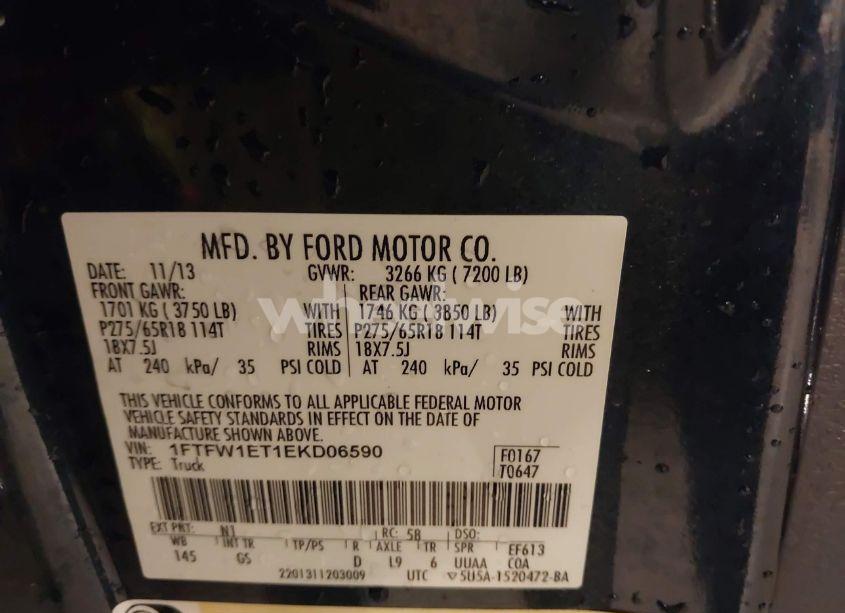 MFD. BY FORD MOTOR CO.
DATE: 11/13 GVWR: 3266 KG ( 7200 LB)
FRONT GAWR: REAR GAWR:
1701 KG ( 3750 LB) WITH 1746 KG ( 3850 LB) WITH
P275/65R18 114T TIRES P275/65R18 114T TIRES
18X7.5J RIMS 18X7.5J RIMS
AT 240 kPa/ 35 PSI COLD AT 240 kPa/ 35 PSI COLD
THIS VEHICLE CONFORMS TO ALL APPLICABLE FEDERAL MOTOR
VEHICLE SAFETY STANDARDS IN EFFECT ON THE DATE OF
MANUFACTURE SHOWN ABOVE.
VIN: 1FTFW1ET1EKD06590 F0167
TYPE: Truck T0647
EXT PNT: N1 RC: 58 DSO:
WB INT TR TP/PS R AXLE TR SPR EF613
145 GS D L9 6 UUAA COA
2201311203009 UTC ▽5U5A-1520472-BA